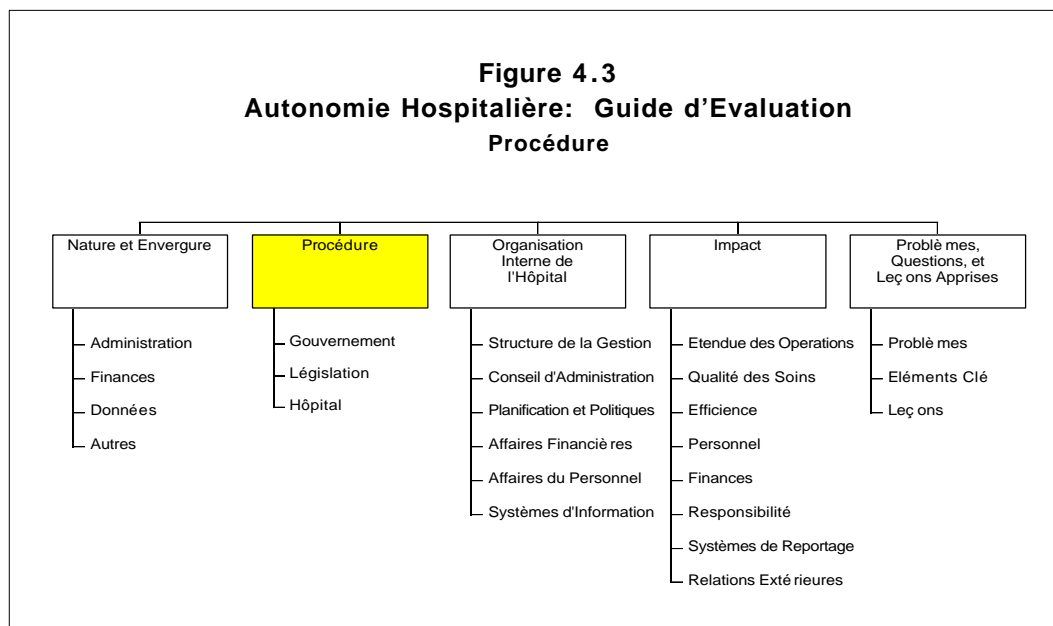 Figure 4.3
Autonomie Hospitalière: Guide d'Evaluation
Procédure
Nature et Envergure
Administration
Finances
Données
Autres
Procédure
Gouvernement
Législation
Hôpital
Organisation
Interne de
l'Hôpital
Structure de la Gestion
Conseil d'Administration
Planification et Politiques
Affaires Financiè res
Affaires du Personnel
Systèmes d'Information
Impact
Etendue des Operations
Qualité des Soins
Efficience
Personnel
Finances
Responsibilité
Systèmes de Reportage
Relations Exté rieures
Problè mes,
Questions, et
Leç ons Apprises
Problè mes
Eléments Clé
Leç ons